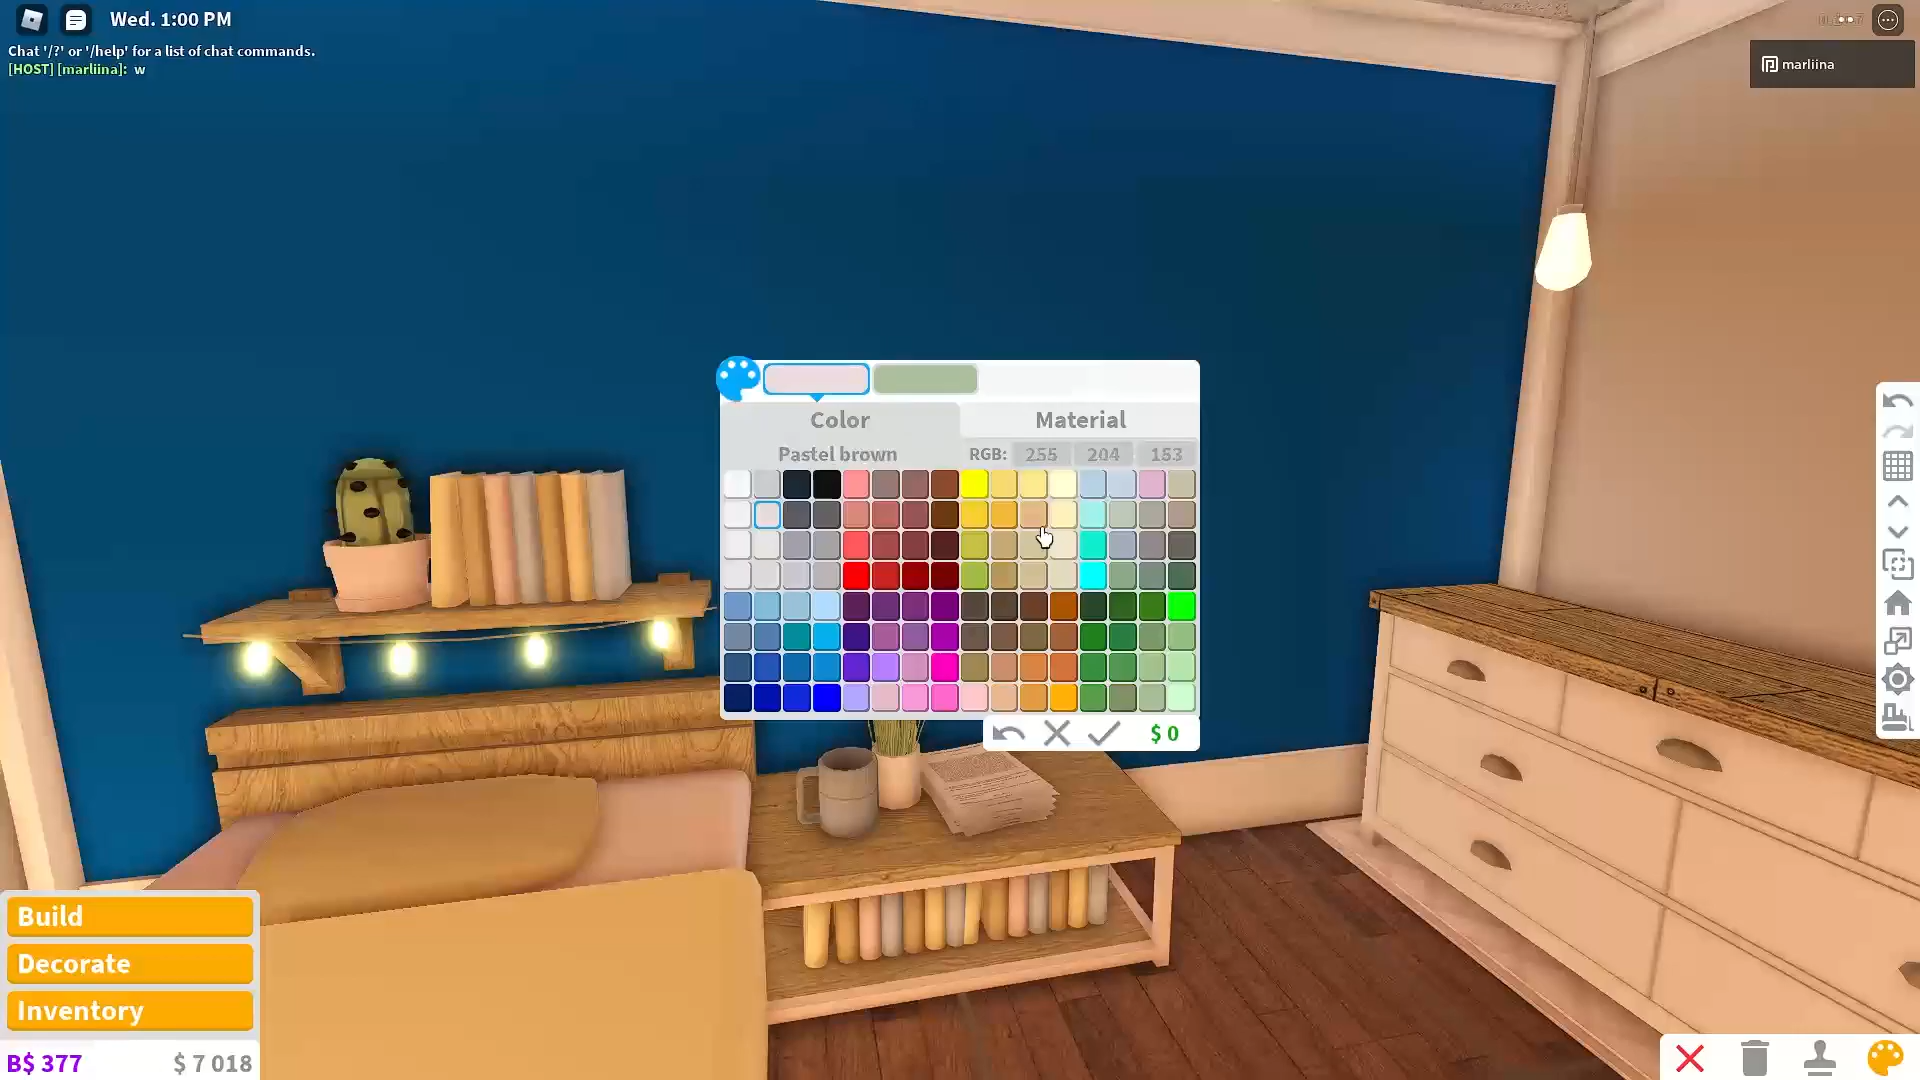 Wed. 1:00 PM
Chat '/?' or '/help' for a list of chat commands.
[HOST] [marliina]: w
marliina
Color
Material
Pastel brown
RGB: 255 204 153
$ 0
Build
Decorate
Inventory
B$ 377
$ 7 018